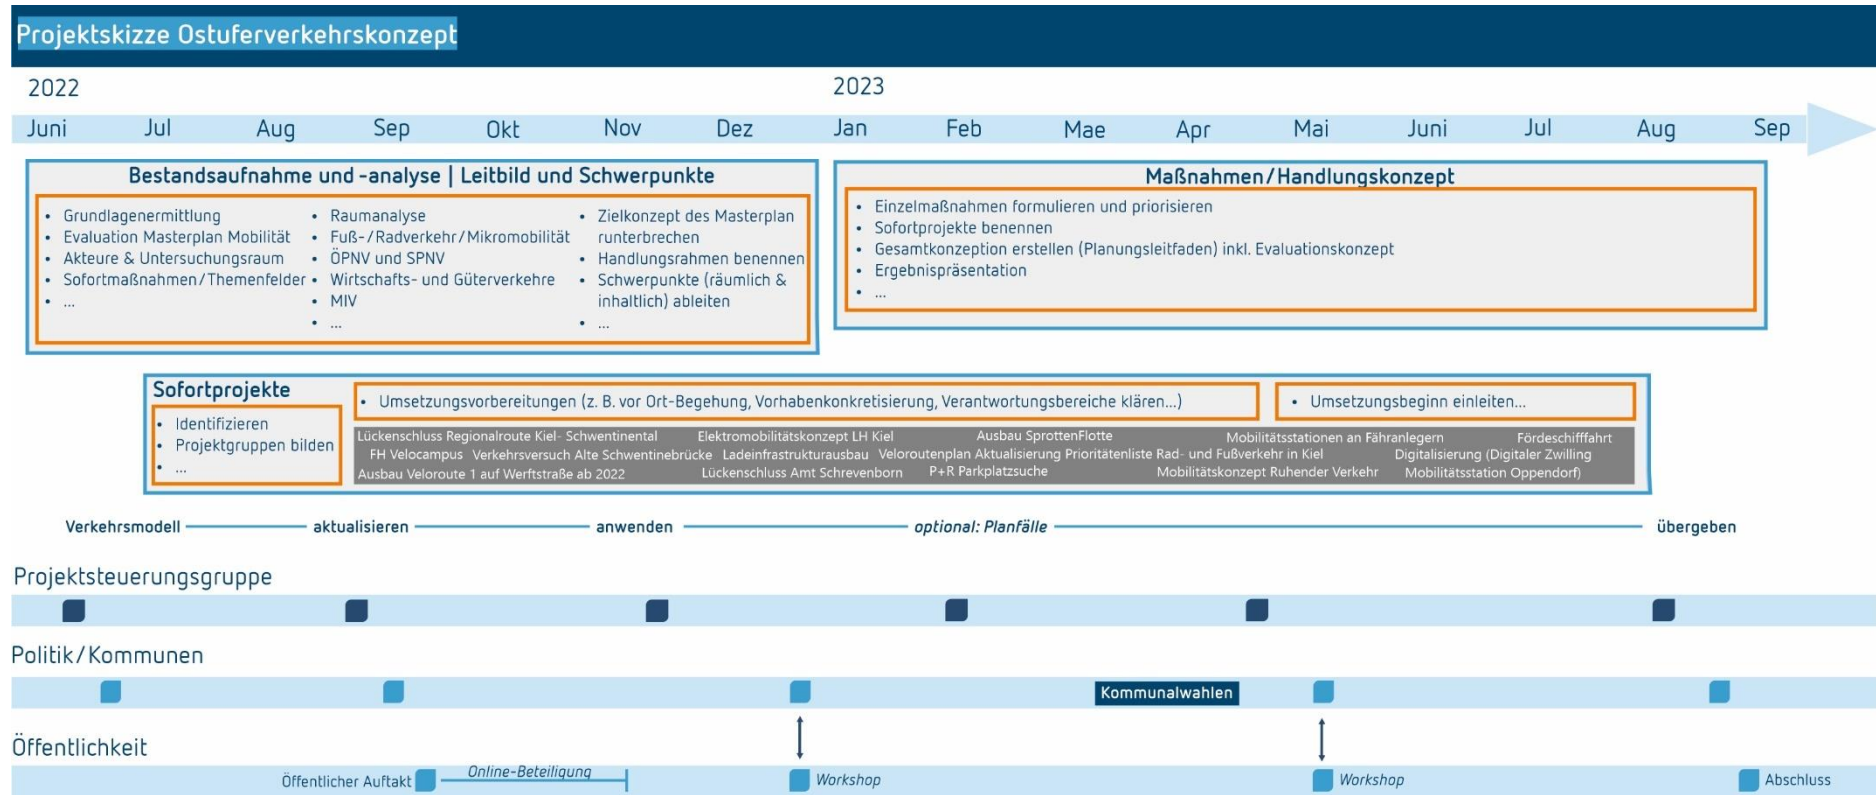 Projektskizze Ostuferverkehrskonzept
2022
2023
Juni Jul Aug Sep Okt Nov Dez Jan Feb Mae Apr Mai Juni Jul Aug Sep
Bestandsaufnahme und -analyse | Leitbild und Schwerpunkte
• Grundlagenermittlung
• Evaluation Masterplan Mobilität
• Akteure & Untersuchungsraum
• Sofortmaßnahmen/Themenfelder
• ...
• Raumanalyse
• Fuß-/Radverkehr/Mikromobilität
• ÖPNV und SPNV
• Wirtschafts- und Güterverkehre
• MIV
• ...
• Zielkonzept des Masterplan
runterbrechen
• Handlungsrahmen benennen
• Schwerpunkte (räumlich &
inhaltlich) ableiten
• ...
Maßnahmen/Handlungskonzept
• Einzelmaßnahmen formulieren und priorisieren
• Sofortprojekte benennen
• Gesamtkonzeption erstellen (Planungsleitfaden) inkl. Evaluationskonzept
• Ergebnispräsentation
• ...
Sofortprojekte
• Identifizieren
• Projektgruppen bilden
• ...
• Umsetzungsvorbereitungen (z. B. vor Ort-Begehung, Vorhabenkonkretisierung, Verantwortungsbereiche klären...)
• Umsetzungsbeginn einleiten...
Lückenschluss Regionalroute Kiel- Schwentinental Elektromobilitätskonzept LH Kiel Ausbau SprottenFlotte Mobilitätsstationen an Fähranlegern Fördeschifffahrt
FH Velocampus Verkehrsversuch Alte Schwentinebrücke Ladeinfrastrukturausbau Veloroutenplan Aktualisierung Prioritätenliste Rad- und Fußverkehr in Kiel Digitalisierung (Digitaler Zwilling
Ausbau Veloroute 1 auf Werftstraße ab 2022 Lückenschluss Amt Schrevenborn P+R Parkplatzsuche Mobilitätskonzept Ruhender Verkehr Mobilitätsstation Oppendorf)
Verkehrsmodell aktualisieren anwenden optional: Planfälle übergeben
Projektsteuerungsgruppe
Politik/Kommunen
Kommunalwahlen
Öffentlichkeit
Öffentlicher Auftakt Online-Beteiligung Workshop Workshop Abschluss